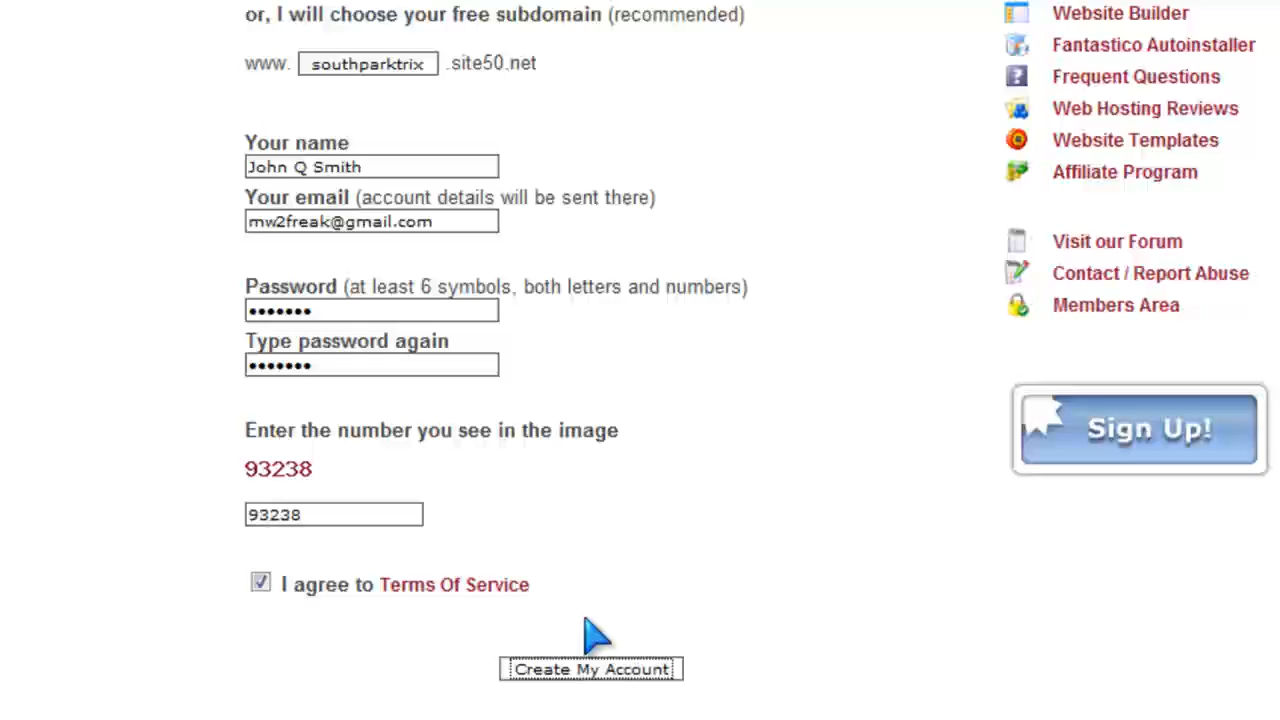 or, I will choose your free subdomain (recommended)
www. southparktrix .site50.net
Your name
John Q Smith
Your email (account details will be sent there)
mw2freak@gmail.com
Password (at least 6 symbols, both letters and numbers)
•••••••
Type password again
•••••••
Enter the number you see in the image
93238
93238
I agree to Terms Of Service
Create My Account
Website Builder
Fantastico Autoinstaller
Frequent Questions
Web Hosting Reviews
Website Templates
Affiliate Program
Visit our Forum
Contact / Report Abuse
Members Area
Sign Up!